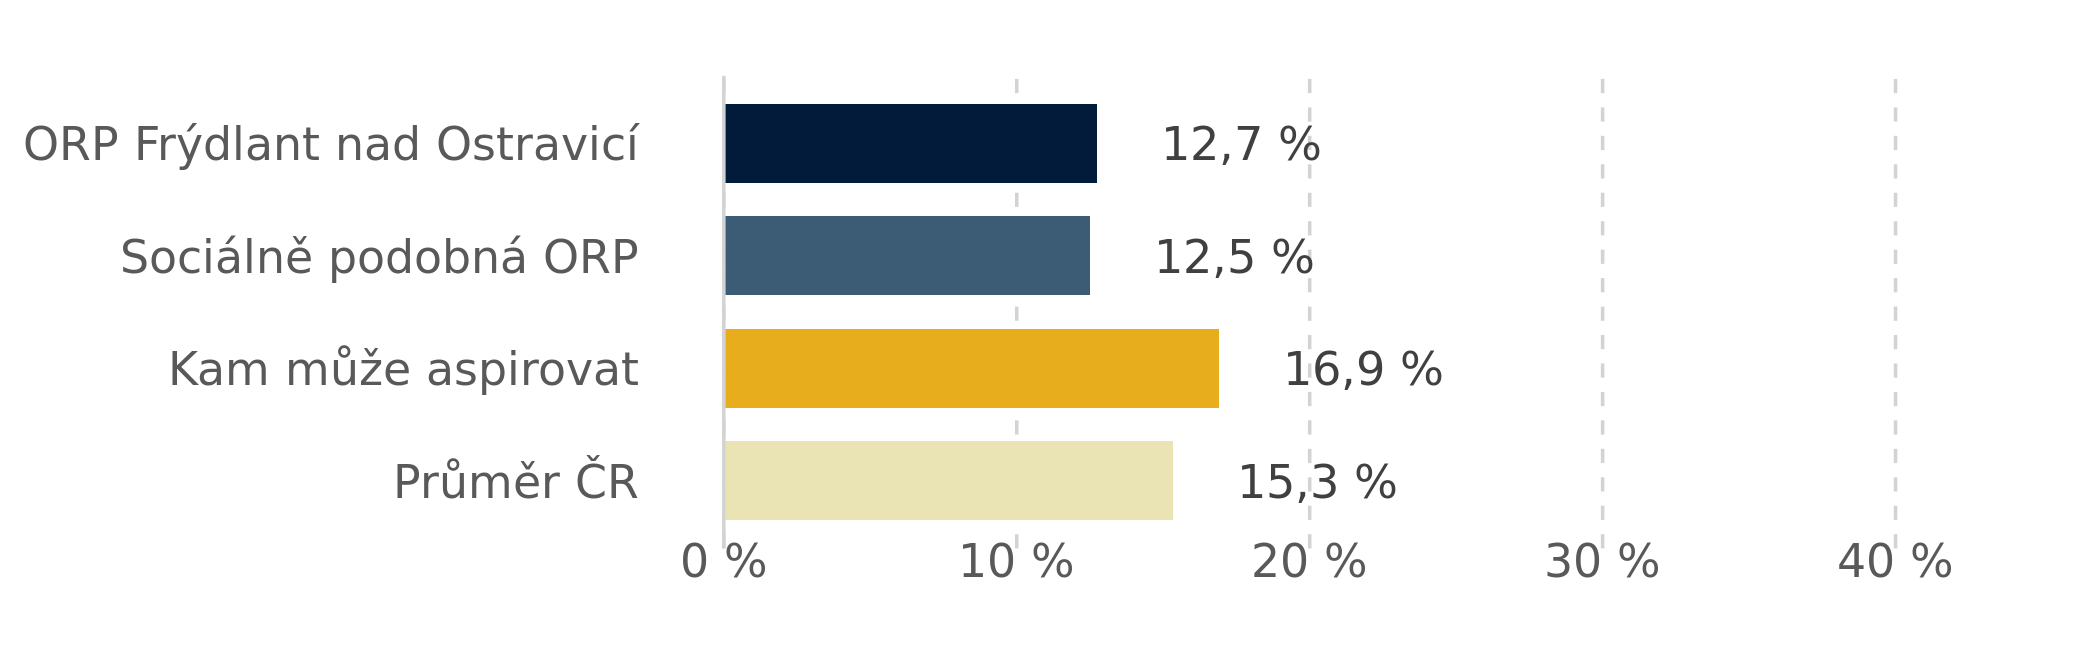 ORP Frýdlant nad Ostravicí 12,7 %
Sociálně podobná ORP 12,5 %
Kam může aspirovat 16,9 %
Průměr ČR 15,3 %
0 % 10 % 20 % 30 % 40 %